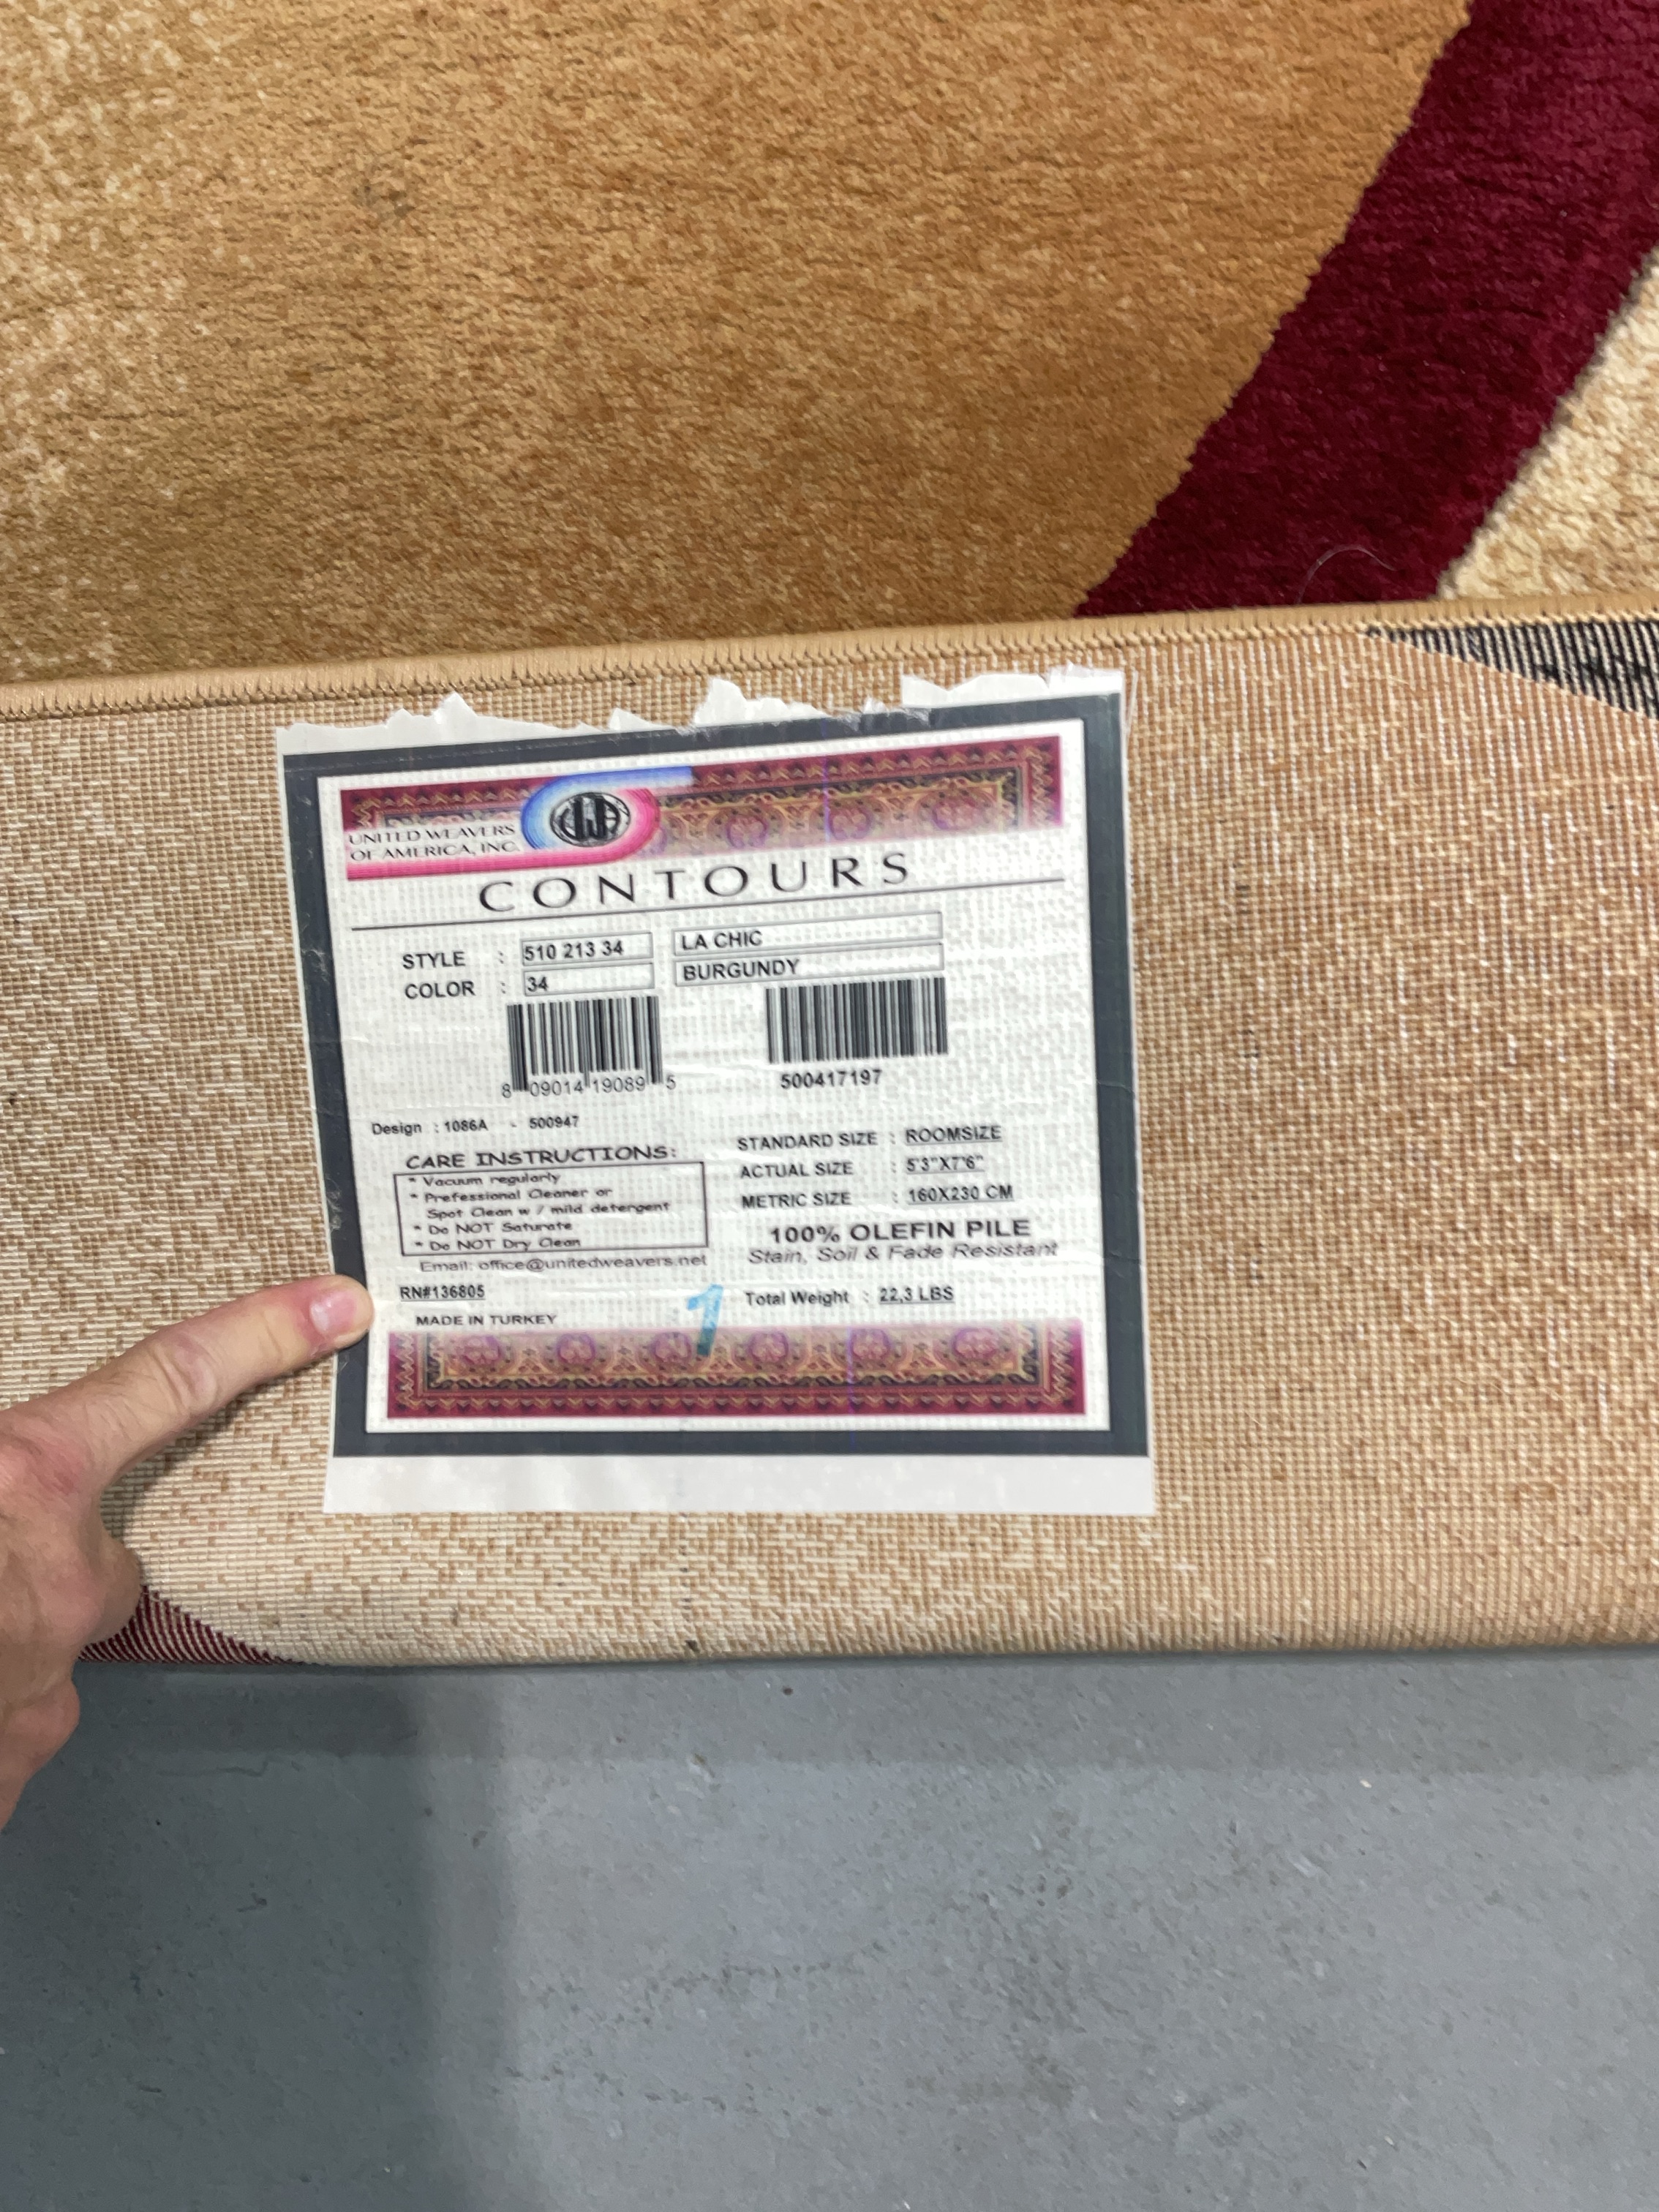 UNITED WEAVERS
OF AMERICA, INC.
CONTOURS
STYLE : 510 213 34 LA CHIC
COLOR : 34 BURGUNDY
8 09014 19089 5 500417197
Design : 1086A - 500947
CARE INSTRUCTIONS:
* Vacuum regularly
* Prefessional Cleaner or
Spot Clean w / mild detergent
* Do NOT Saturate
* Do NOT Dry Clean
Email: office@unitedweavers.net
RN#136805
MADE IN TURKEY
STANDARD SIZE : ROOMSIZE
ACTUAL SIZE : 5'3"X7'6"
METRIC SIZE : 160X230 CM
100% OLEFIN PILE
Stain, Soil & Fade Resistant
Total Weight : 22,3 LBS
1